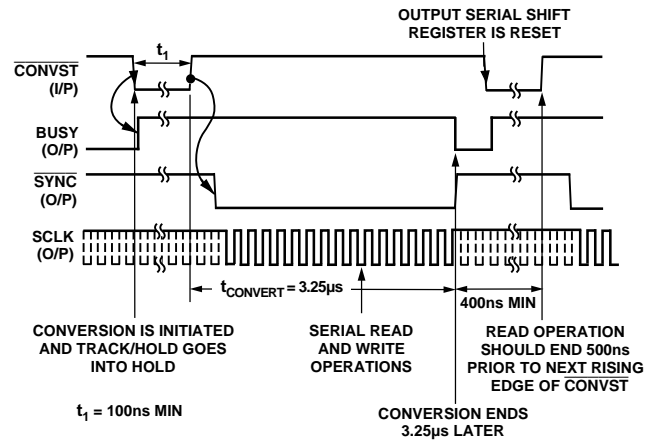 OUTPUT SERIAL SHIFT
REGISTER IS RESET
t1
CONVST
(I/P)
BUSY
(O/P)
SYNC
(O/P)
SCLK
(O/P)
tCONVERT = 3.25µs
400ns MIN
CONVERSION IS INITIATED
AND TRACK/HOLD GOES
INTO HOLD
SERIAL READ
AND WRITE
OPERATIONS
READ OPERATION
SHOULD END 500ns
PRIOR TO NEXT RISING
EDGE OF CONVST
t1 = 100ns MIN
CONVERSION ENDS
3.25µs LATER